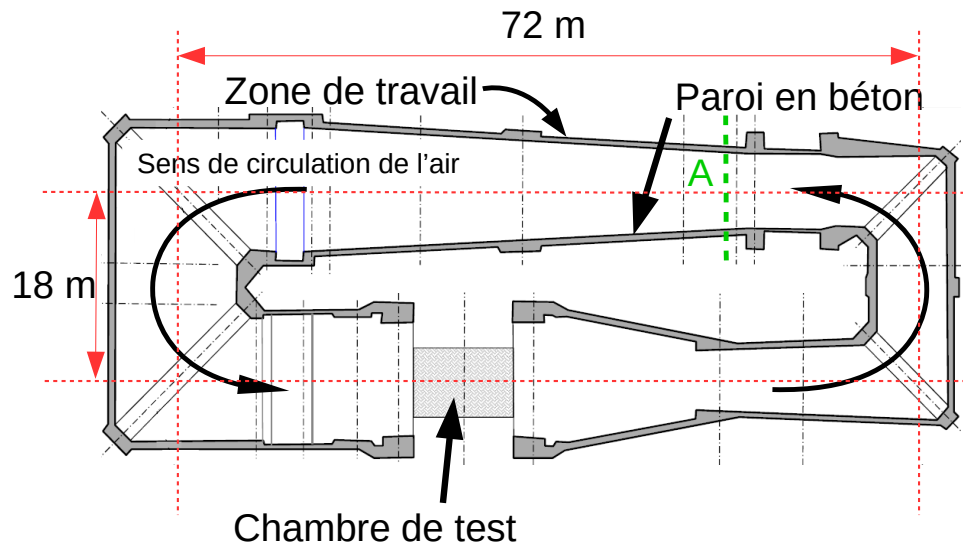 72 m
Zone de travail
Paroi en béton
Sens de circulation de l’air
A
18 m
Chambre de test